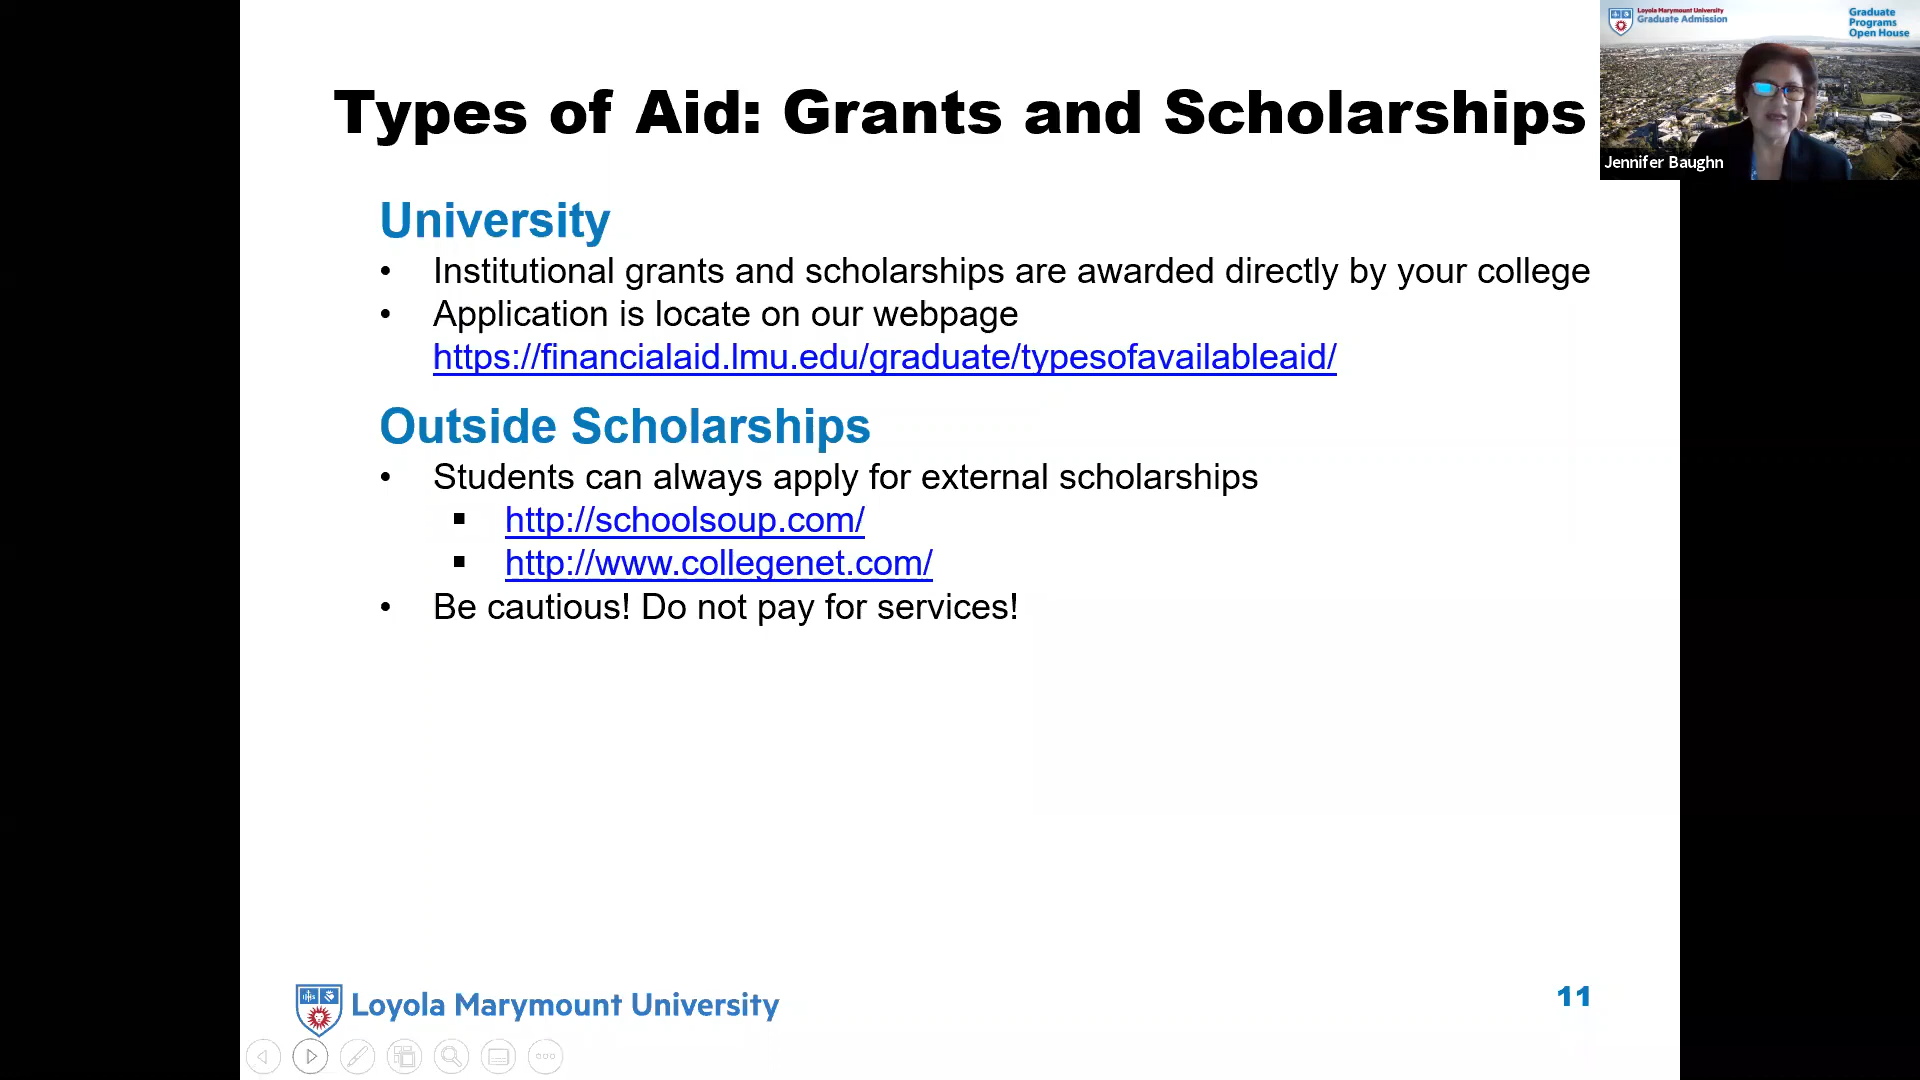 Types of Aid: Grants and Scholarships
University
• Institutional grants and scholarships are awarded directly by your college
• Application is locate on our webpage
https://financialaid.lmu.edu/graduate/typesofavailableaid/
Outside Scholarships
• Students can always apply for external scholarships
▪ http://schoolsoup.com/
▪ http://www.collegenet.com/
• Be cautious! Do not pay for services!
Loyola Marymount University
11
Loyola Marymount University
Graduate Admission
Graduate
Programs
Open House
Jennifer Baughn